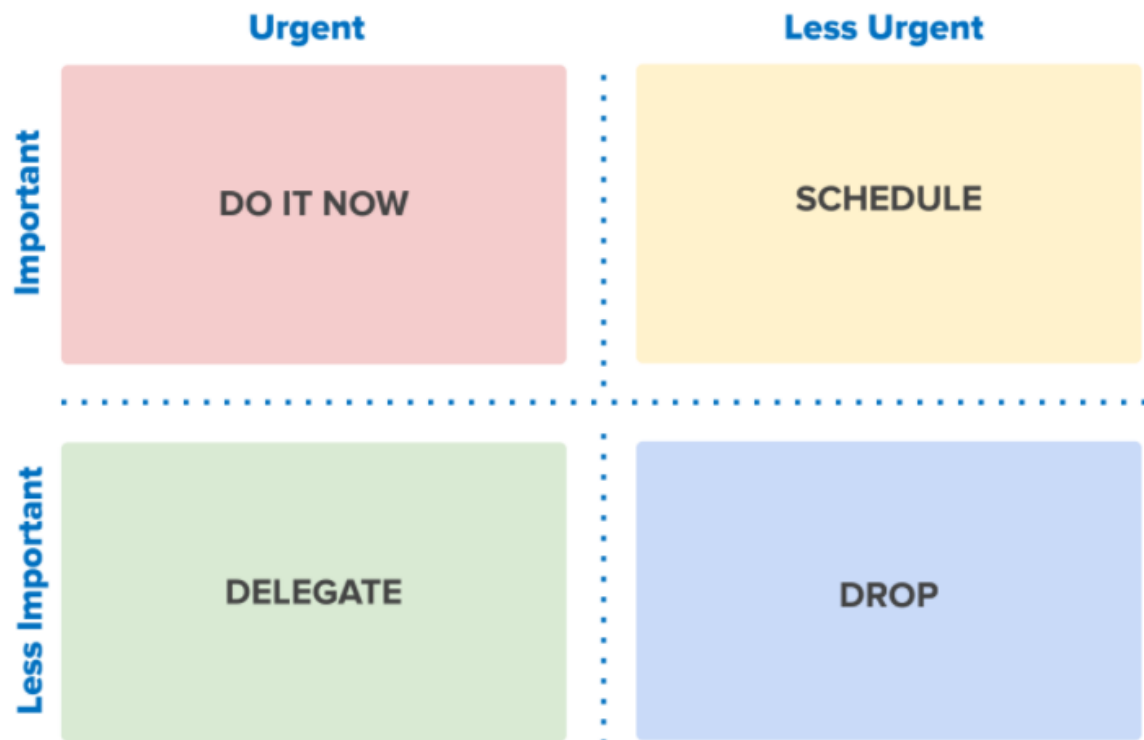 Urgent
Less Urgent
Important
DO IT NOW
SCHEDULE
Less Important
DELEGATE
DROP